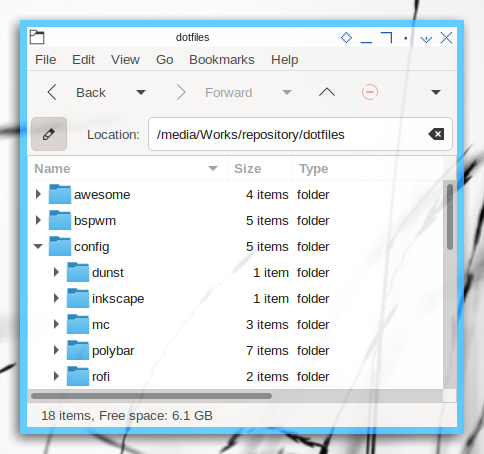 dotfiles
File Edit View Go Bookmarks Help
Back Forward
Location: /media/Works/repository/dotfiles
Name Size Type
awesome 4 items folder
bspwm 5 items folder
config 5 items folder
dunst 1 item folder
inkscape 1 item folder
mc 3 items folder
polybar 7 items folder
rofi 2 items folder
18 items, Free space: 6.1 GB